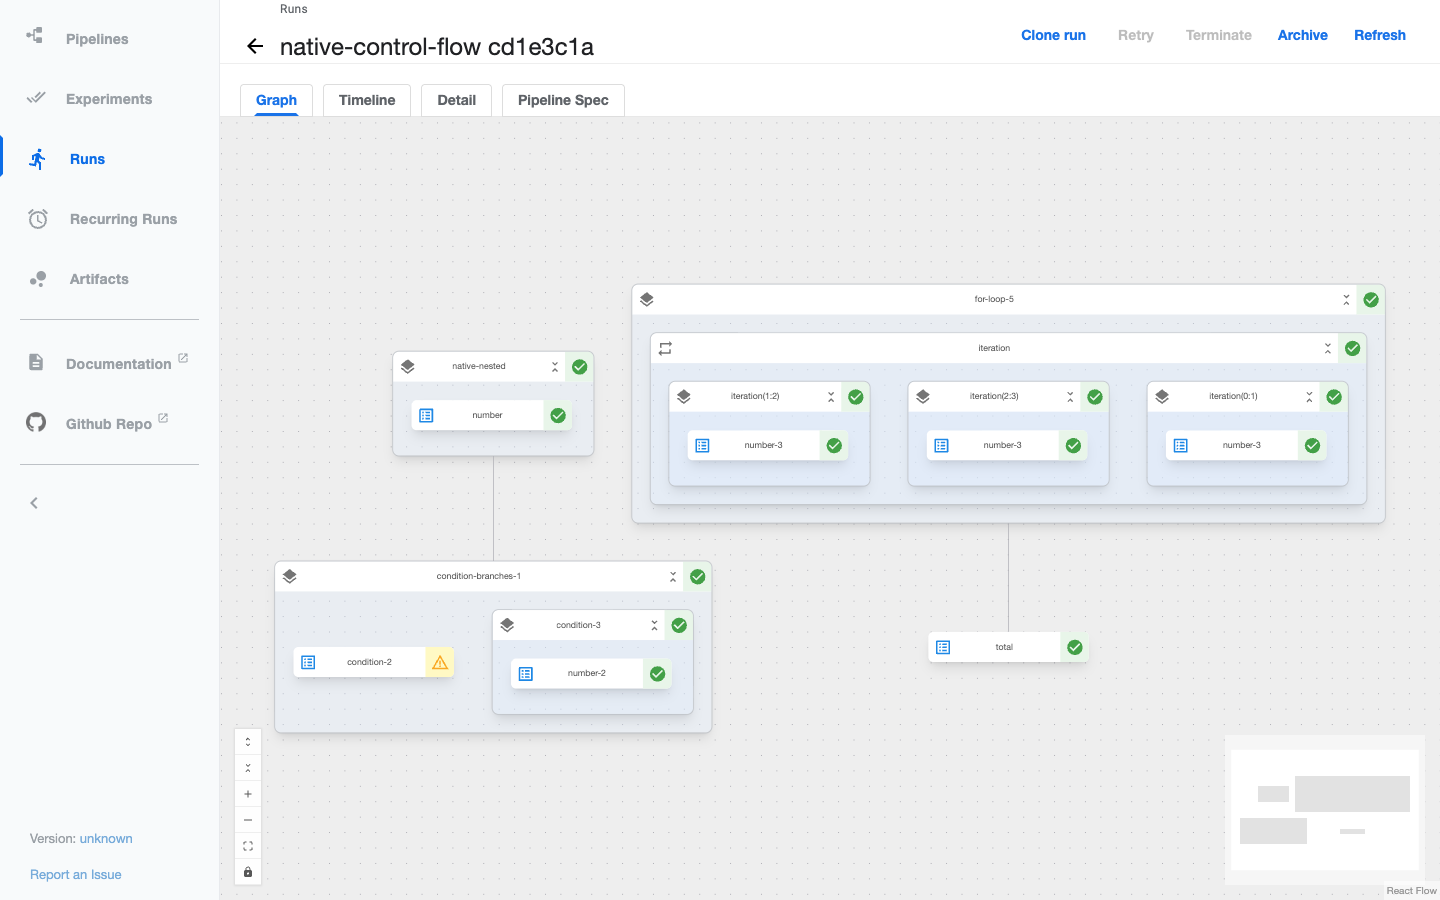 Pipelines
Experiments
Runs
Recurring Runs
Artifacts
Documentation
Github Repo
Version: unknown
Report an Issue
Runs
native-control-flow cd1e3c1a
Clone run
Retry
Terminate
Archive
Refresh
Graph
Timeline
Detail
Pipeline Spec
for-loop-5
iteration
native-nested
number
iteration(1:2)
iteration(2:3)
iteration(0:1)
number-3
number-3
number-3
condition-branches-1
condition-3
condition-2
number-2
total
React Flow